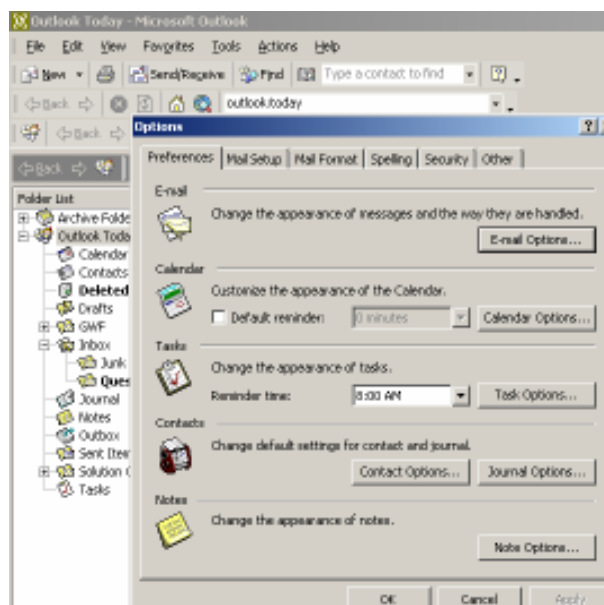 Outlook Today - Microsoft Outlook
File Edit View Favorites Tools Actions Help
New Send/Receive Find Type a contact to find
Back outlook:today
Back
Options
Back
Preferences Mail Setup Mail Format Spelling Security Other
Folder List
Archive Folde
Outlook Toda
Calendar
Contacts
Deleted
Drafts
GWF
Inbox
Junk
Ques
Journal
Notes
Outbox
Sent Item
Solution
Tasks
E-mail
Change the appearance of messages and the way they are handled.
E-mail Options...
Calendar
Customize the appearance of the Calendar.
Default reminder: 0 minutes Calendar Options...
Tasks
Change the appearance of tasks.
Reminder time: 8:00 AM Task Options...
Contacts
Change default settings for contact and journal.
Contact Options... Journal Options...
Notes
Change the appearance of notes.
Note Options...
OK Cancel Apply